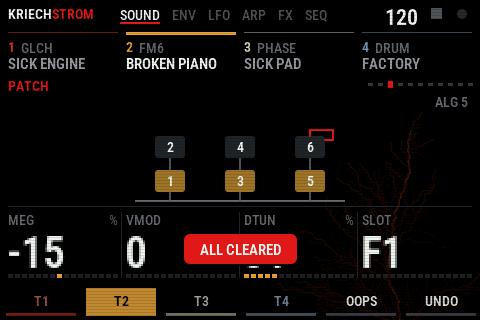 KRIECHSTROM SOUND ENV LFO ARP FX SEQ 120
1 GLCH 2 FM6 3 PHASE 4 DRUM
SICK ENGINE BROKEN PIANO SICK PAD FACTORY
PATCH
ALG 5
2 4 6
1 3 5
MEG % VMOD DTUN % SLOT
-15 0 F1
ALL CLEARED
T1 T2 T3 T4 OOPS UNDO